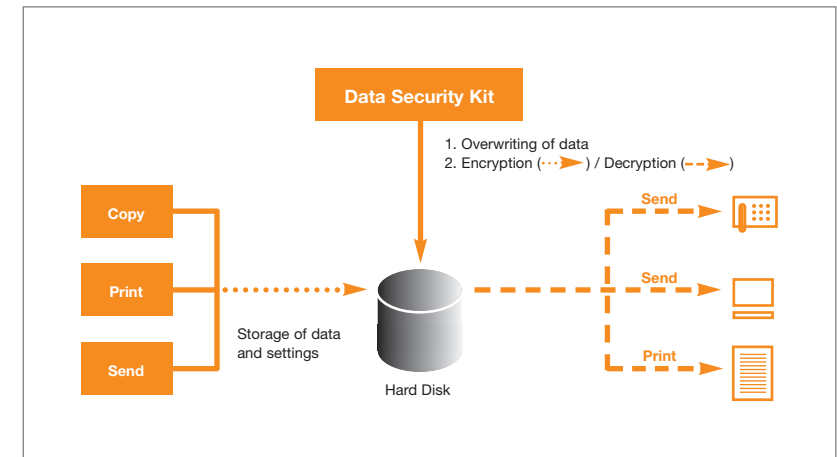 Data Security Kit
1. Overwriting of data
2. Encryption ( ) / Decryption ( )
Copy
Print
Send
Storage of data
and settings
Hard Disk
Send
Send
Print